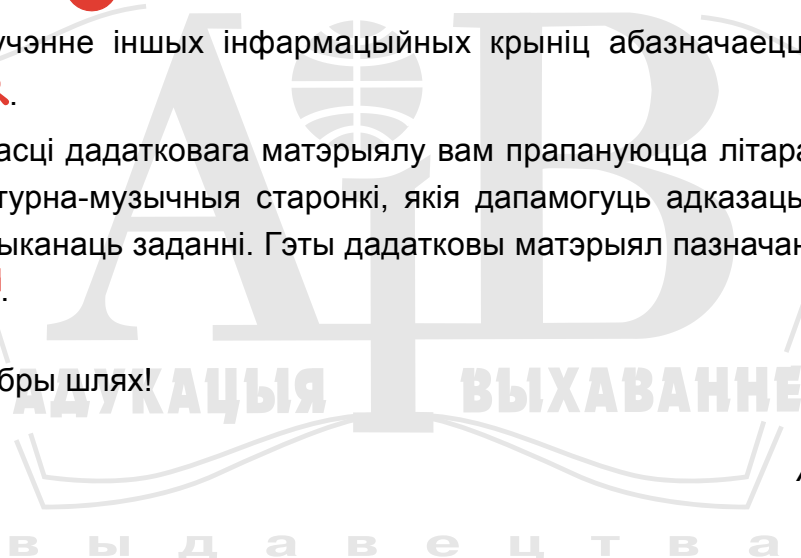 учэнне іншых інфармацыйных крыніц абазначаецц
.
асці дадатковага матэрыялу вам прапануюцца літара
турна-музычныя старонкі, якія дапамогуць адказаць
ыканаць заданні. Гэты дадатковы матэрыял пазначан
.
бры шлях!
АДУКАЦЫЯ ВЫХАВАННЕ
выдавецтва